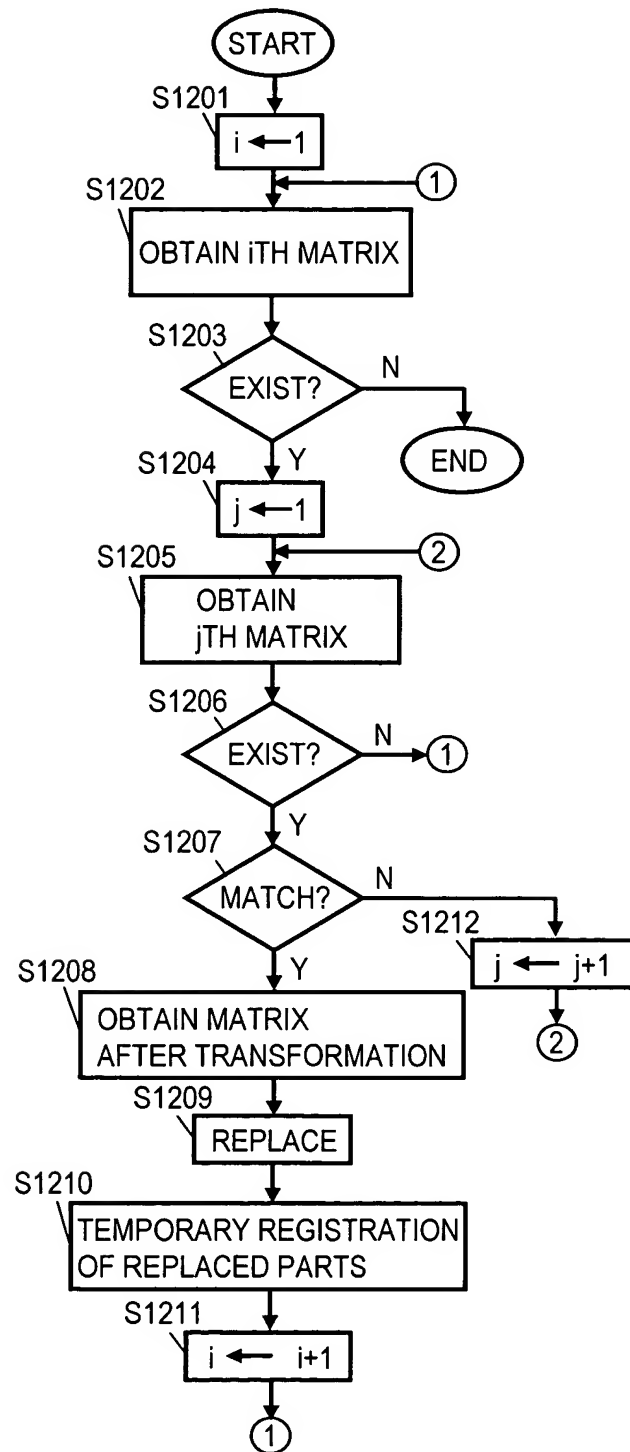 START
S1201
i ← 1
1
S1202
OBTAIN iTH MATRIX
S1203
EXIST?
N
END
Y
S1204
j ← 1
2
S1205
OBTAIN
jTH MATRIX
S1206
EXIST?
N
1
Y
S1207
MATCH?
N
S1212
j ← j+1
2
Y
S1208
OBTAIN MATRIX
AFTER TRANSFORMATION
S1209
REPLACE
S1210
TEMPORARY REGISTRATION
OF REPLACED PARTS
S1211
i ← i+1
1